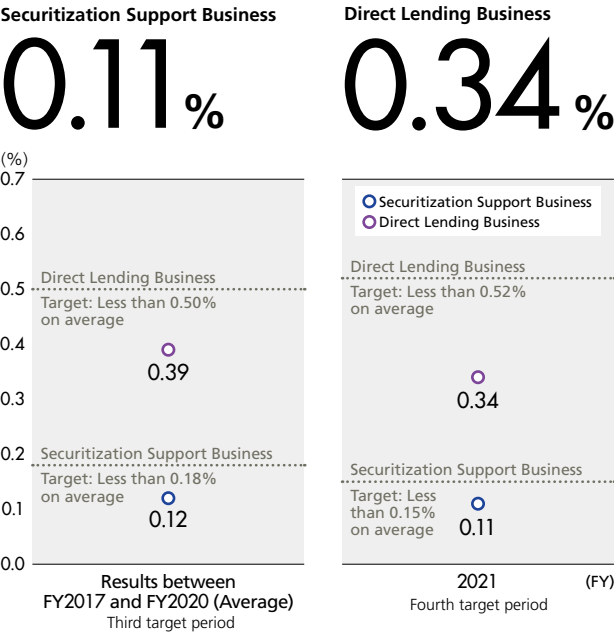 Securitization Support Business
0.11 %
Direct Lending Business
0.34 %
(%)
0.7
0.6
0.5
0.4
0.3
0.2
0.1
0.0
Direct Lending Business
Target: Less than 0.50%
on average
0.39
Securitization Support Business
Target: Less than 0.18%
on average
0.12
Results between
FY2017 and FY2020 (Average)
Third target period
Securitization Support Business
Direct Lending Business
Direct Lending Business
Target: Less than 0.52%
on average
0.34
Securitization Support Business
Target: Less
than 0.15%
on average
0.11
2021
(FY)
Fourth target period